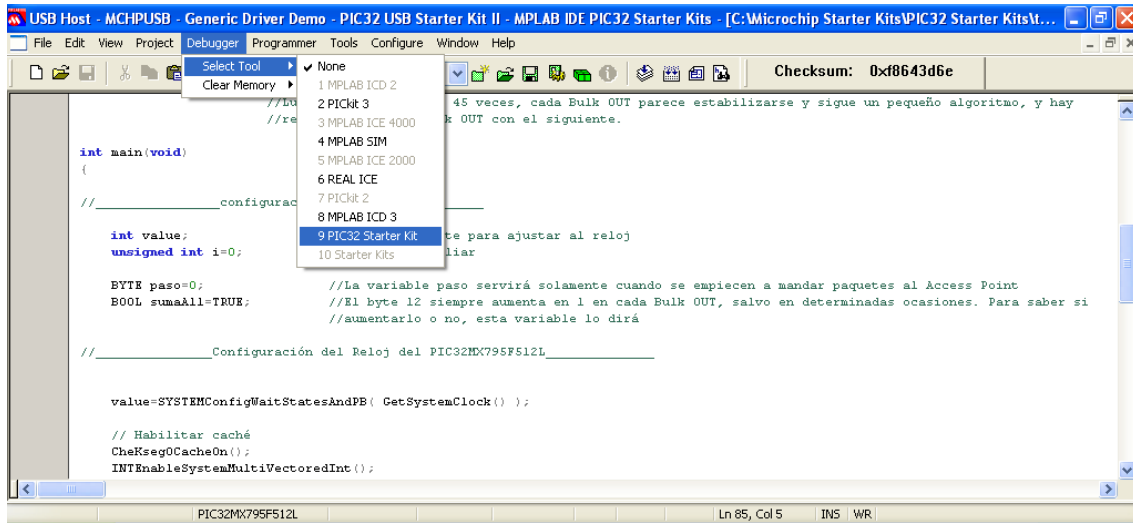 USB Host - MCHPUSB - Generic Driver Demo - PIC32 USB Starter Kit II - MPLAB IDE PIC32 Starter Kits - [C:\Microchip Starter Kits\PIC32 Starter Kits\t...
File Edit View Project Debugger Programmer Tools Configure Window Help
Checksum: 0xf8643d6e
Select Tool
Clear Memory
None
1 MPLAB ICD 2
2 PICkit 3
3 MPLAB ICE 4000
4 MPLAB SIM
5 MPLAB ICE 2000
6 REAL ICE
7 PICkit 2
8 MPLAB ICD 3
9 PIC32 Starter Kit
10 Starter Kits
//Lu 45 veces, cada Bulk OUT parece estabilizarse y sigue un pequeño algoritmo, y hay
//re k OUT con el siguiente.
int main(void)
{
//________________configurac
int value; te para ajustar al reloj
unsigned int i=0; liar
BYTE paso=0; //La variable paso servirá solamente cuando se empiecen a mandar paquetes al Access Point
BOOL sumaAll=TRUE; //El byte 12 siempre aumenta en 1 en cada Bulk OUT, salvo en determinadas ocasiones. Para saber si
//aumentarlo o no, esta variable lo dirá
//_______________Configuración del Reloj del PIC32MX795F512L______________
value=SYSTEMConfigWaitStatesAndPB( GetSystemClock() );
// Habilitar caché
CheKseg0CacheOn();
INTEnableSystemMultiVectoredInt();
PIC32MX795F512L Ln 85, Col 5 INS WR